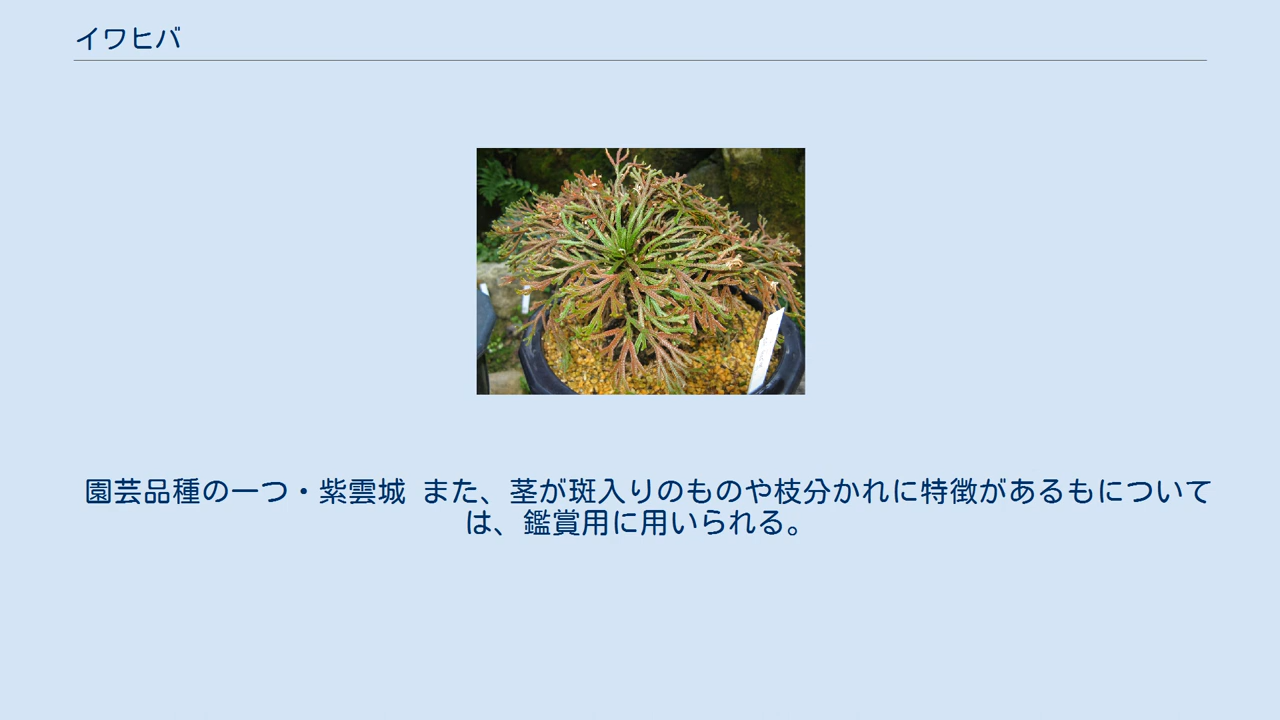 イワヒバ
園芸品種の一つ・紫雲城 また、茎が斑入りのものや枝分かれに特徴があるもについて
は、鑑賞用に用いられる。